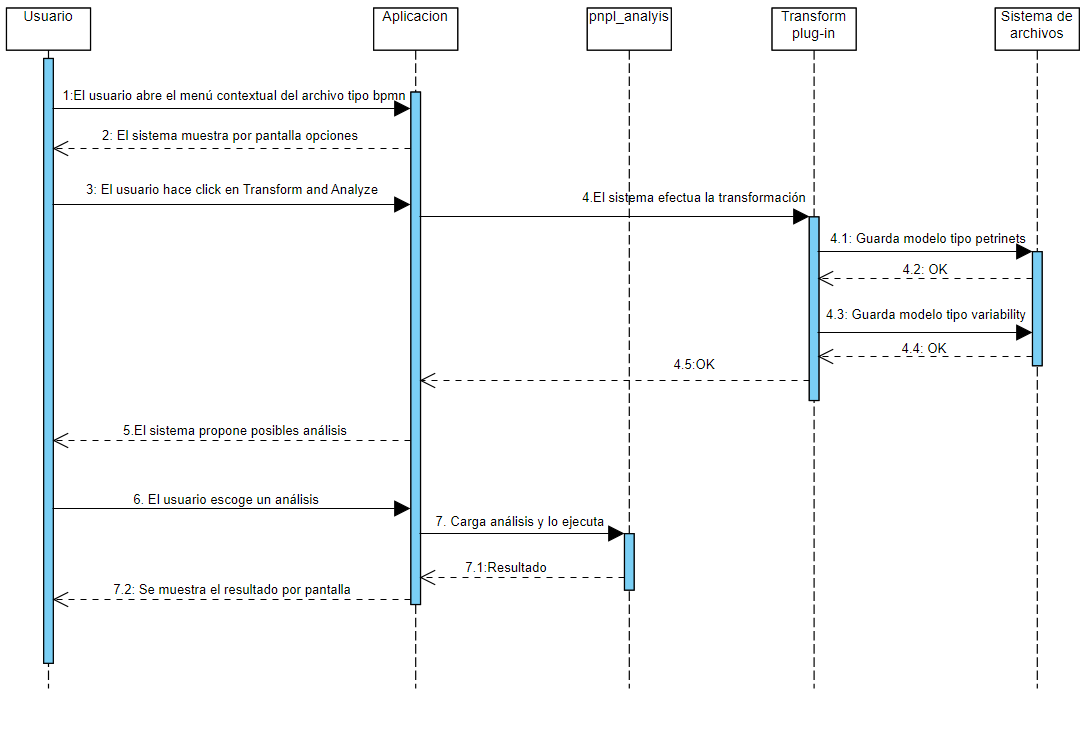 Usuario
Aplicacion
pnpl_analyis
Transform
plug-in
Sistema de
archivos
1:El usuario abre el menú contextual del archivo tipo bpmn
2: El sistema muestra por pantalla opciones
3: El usuario hace click en Transform and Analyze
4.El sistema efectua la transformación
4.1: Guarda modelo tipo petrinets
4.2: OK
4.3: Guarda modelo tipo variability
4.4: OK
4.5:OK
5.El sistema propone posibles análisis
6. El usuario escoge un análisis
7. Carga análisis y lo ejecuta
7.1:Resultado
7.2: Se muestra el resultado por pantalla